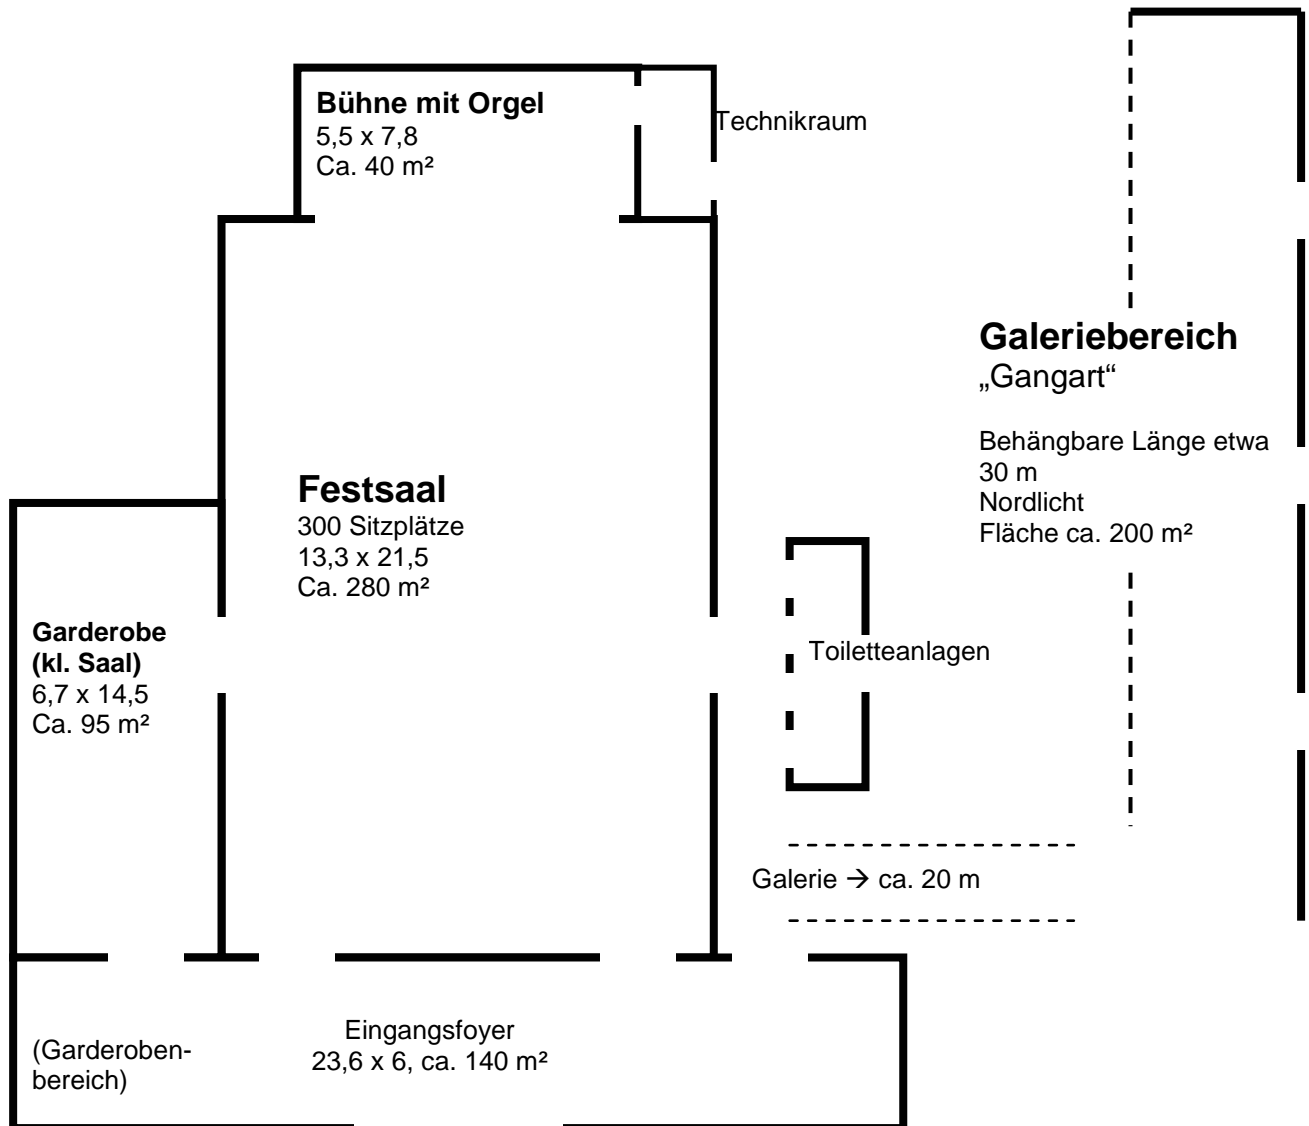 Bühne mit Orgel
5,5 x 7,8
Ca. 40 m²
Technikraum
Galeriebereich
„Gangart“
Behängbare Länge etwa
30 m
Nordlicht
Fläche ca. 200 m²
Festsaal
300 Sitzplätze
13,3 x 21,5
Ca. 280 m²
Garderobe
(kl. Saal)
6,7 x 14,5
Ca. 95 m²
Toiletteanlagen
Galerie → ca. 20 m
Eingangsfoyer
23,6 x 6, ca. 140 m²
(Garderoben-
bereich)